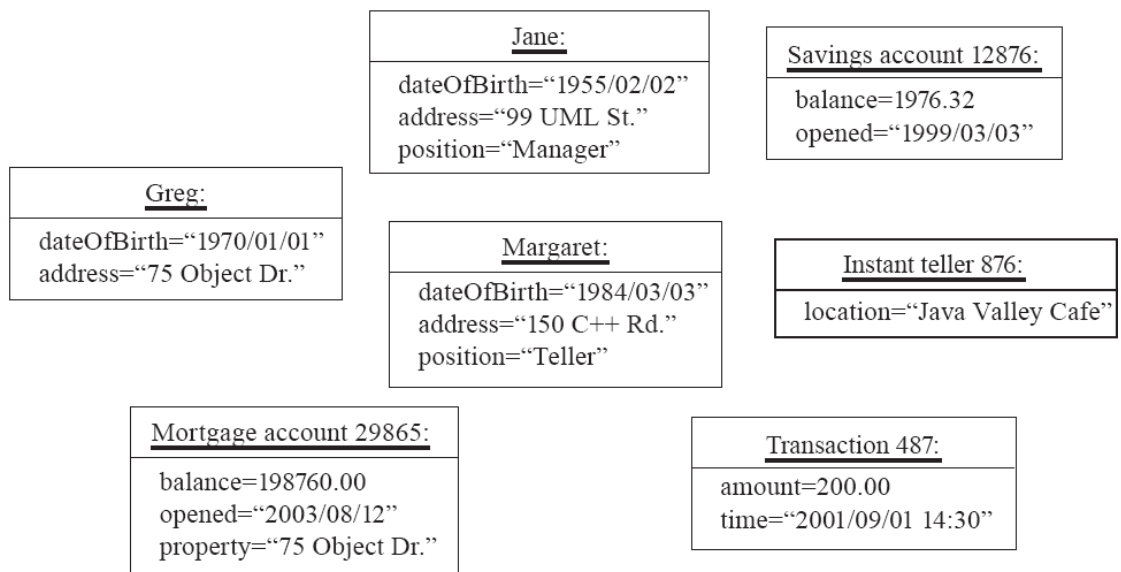 Jane:
dateOfBirth=“1955/02/02”
address=“99 UML St.”
position=“Manager”
Savings account 12876:
balance=1976.32
opened=“1999/03/03”
Greg:
dateOfBirth=“1970/01/01”
address=“75 Object Dr.”
Margaret:
dateOfBirth=“1984/03/03”
address=“150 C++ Rd.”
position=“Teller”
Instant teller 876:
location=“Java Valley Cafe”
Mortgage account 29865:
balance=198760.00
opened=“2003/08/12”
property=“75 Object Dr.”
Transaction 487:
amount=200.00
time=“2001/09/01 14:30”